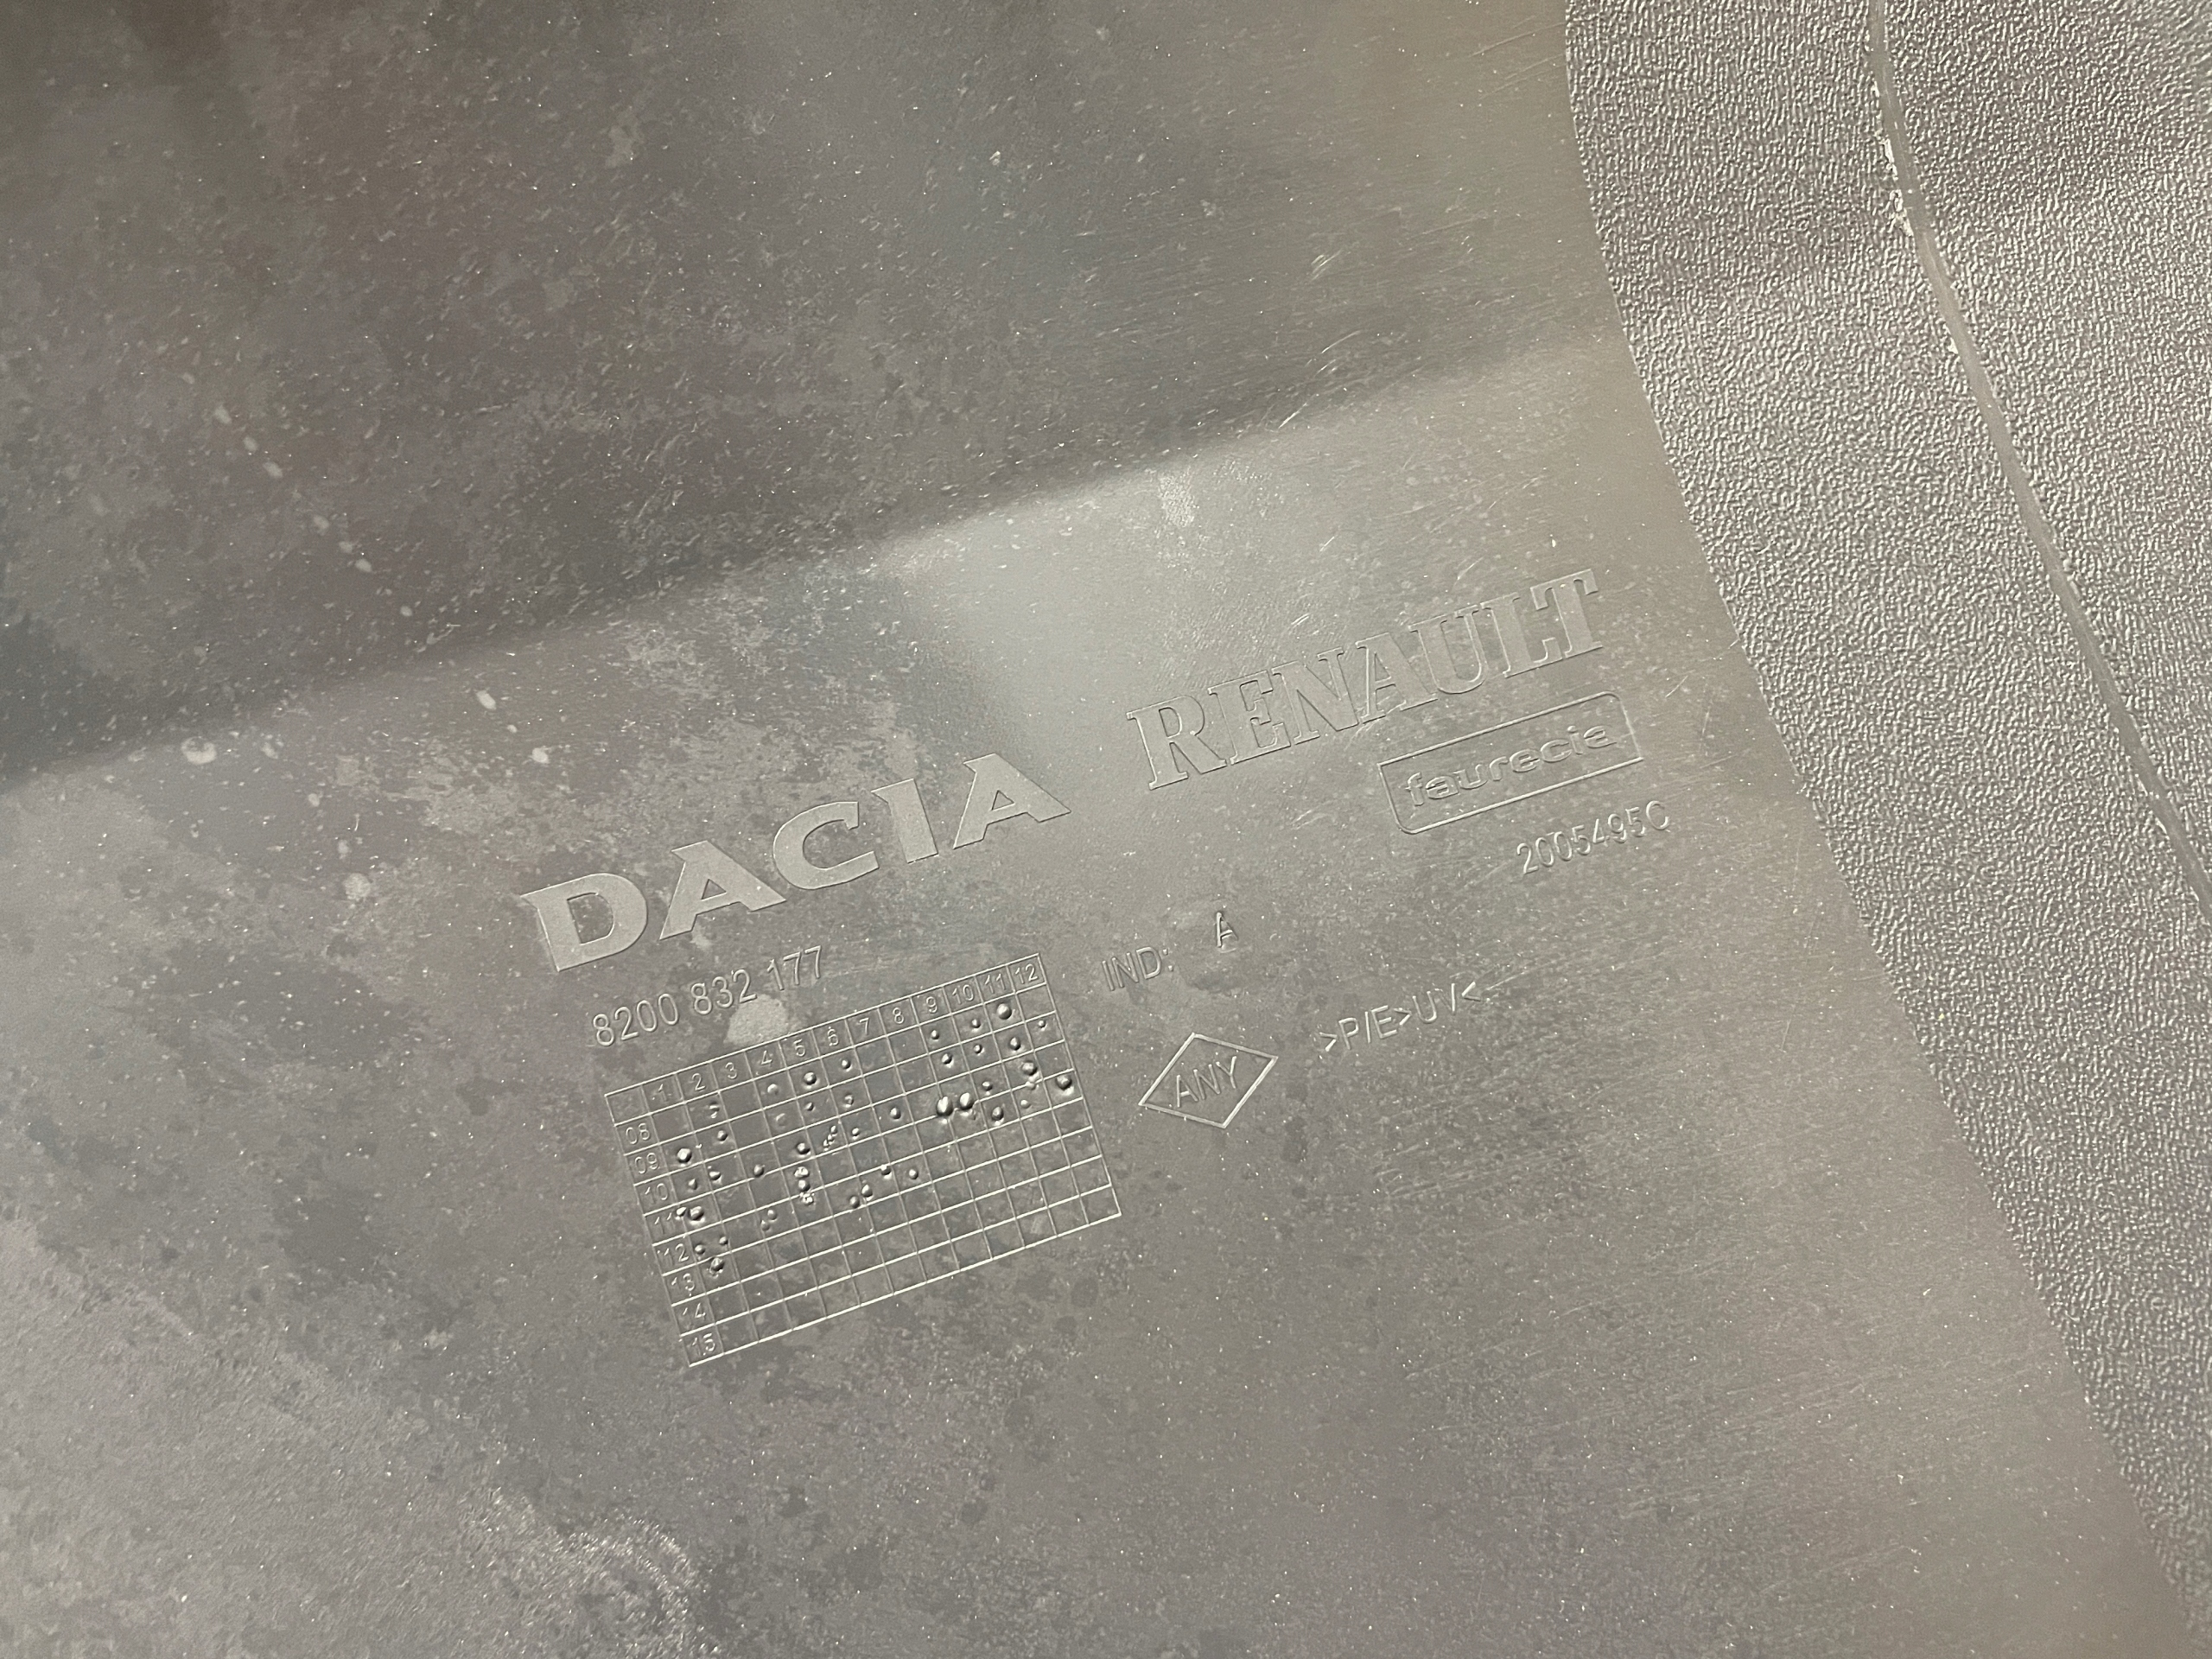 DACIA RENAULT
faurecia
2005495C
8200 832 177
IND: A
>P/E>UV<
ANY
1 2 3 4 5 6 7 8 9 10 11 12
08
09
10
11
12
13
14
15